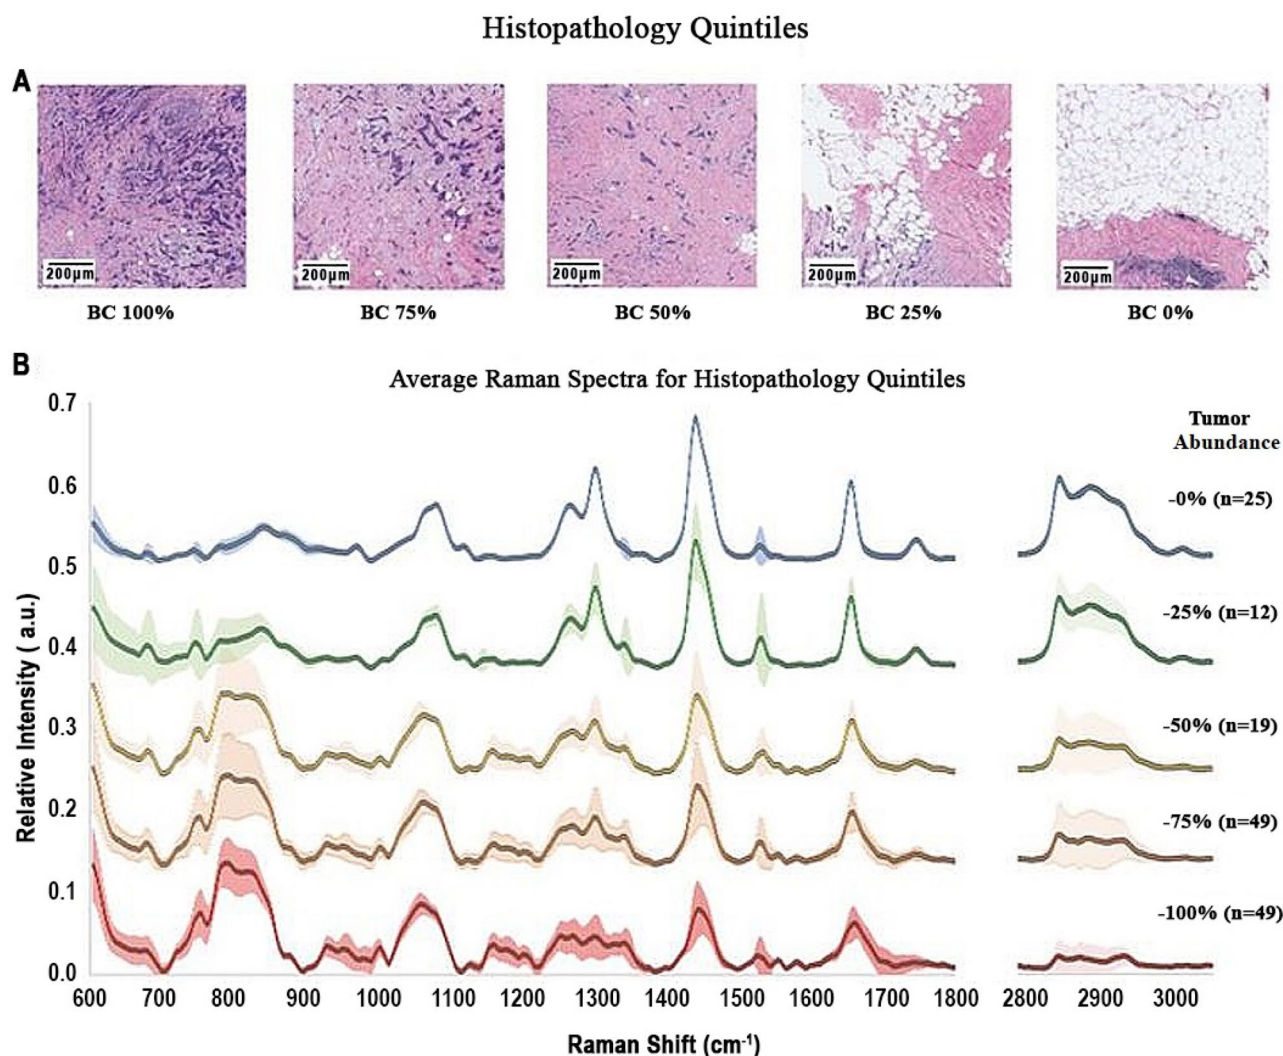 Histopathology Quintiles
A
200µm
200µm
200µm
200µm
200µm
BC 100%
BC 75%
BC 50%
BC 25%
BC 0%
B
Average Raman Spectra for Histopathology Quintiles
Tumor
Abundance
0.7
0.6
0.5
0.4
0.3
0.2
0.1
0.0
Relative Intensity ( a.u.)
-0% (n=25)
-25% (n=12)
-50% (n=19)
-75% (n=49)
-100% (n=49)
600 700 800 900 1000 1100 1200 1300 1400 1500 1600 1700 1800 2800 2900 3000
Raman Shift (cm-1)